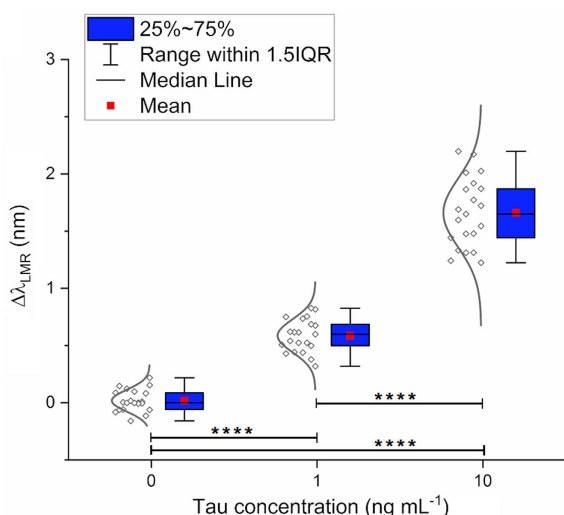 25%~75%
Range within 1.5IQR
Median Line
Mean
3
2
1
0
ΔλLMR (nm)
****
****
****
0
1
10
Tau concentration (ng mL⁻¹)